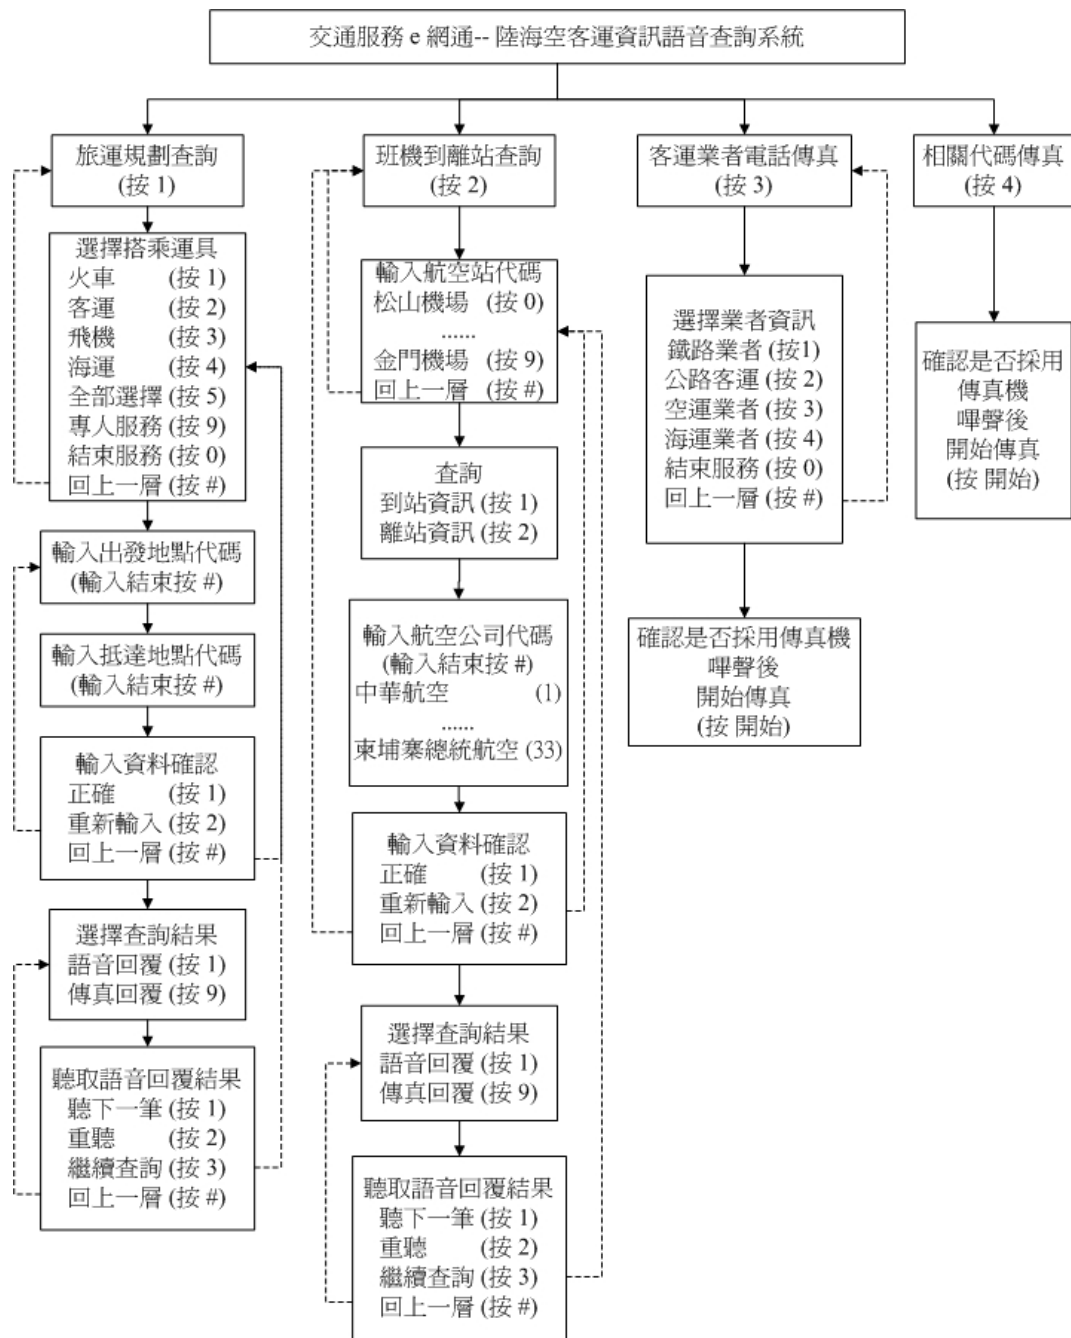 交通服務 e 網通-- 陸海空客運資訊語音查詢系統
旅運規劃查詢
(按 1)
選擇搭乘運具
火車 (按 1)
客運 (按 2)
飛機 (按 3)
海運 (按 4)
全部選擇 (按 5)
專人服務 (按 9)
結束服務 (按 0)
回上一層 (按 #)
輸入出發地點代碼
(輸入結束按 #)
輸入抵達地點代碼
(輸入結束按 #)
輸入資料確認
正確 (按 1)
重新輸入 (按 2)
回上一層 (按 #)
選擇查詢結果
語音回覆 (按 1)
傳真回覆 (按 9)
聽取語音回覆結果
聽下一筆 (按 1)
重聽 (按 2)
繼續查詢 (按 3)
回上一層 (按 #)
班機到離站查詢
(按 2)
輸入航空站代碼
松山機場 (按 0)
......
金門機場 (按 9)
回上一層 (按 #)
查詢
到站資訊 (按 1)
離站資訊 (按 2)
輸入航空公司代碼
(輸入結束按 #)
中華航空 (1)
......
柬埔寨總統航空 (33)
輸入資料確認
正確 (按 1)
重新輸入 (按 2)
回上一層 (按 #)
選擇查詢結果
語音回覆 (按 1)
傳真回覆 (按 9)
聽取語音回覆結果
聽下一筆 (按 1)
重聽 (按 2)
繼續查詢 (按 3)
回上一層 (按 #)
客運業者電話傳真
(按 3)
選擇業者資訊
鐵路業者 (按1)
公路客運 (按 2)
空運業者 (按 3)
海運業者 (按 4)
結束服務 (按 0)
回上一層 (按 #)
確認是否採用傳真機
嗶聲後
開始傳真
(按 開始)
相關代碼傳真
(按 4)
確認是否採用
傳真機
嗶聲後
開始傳真
(按 開始)